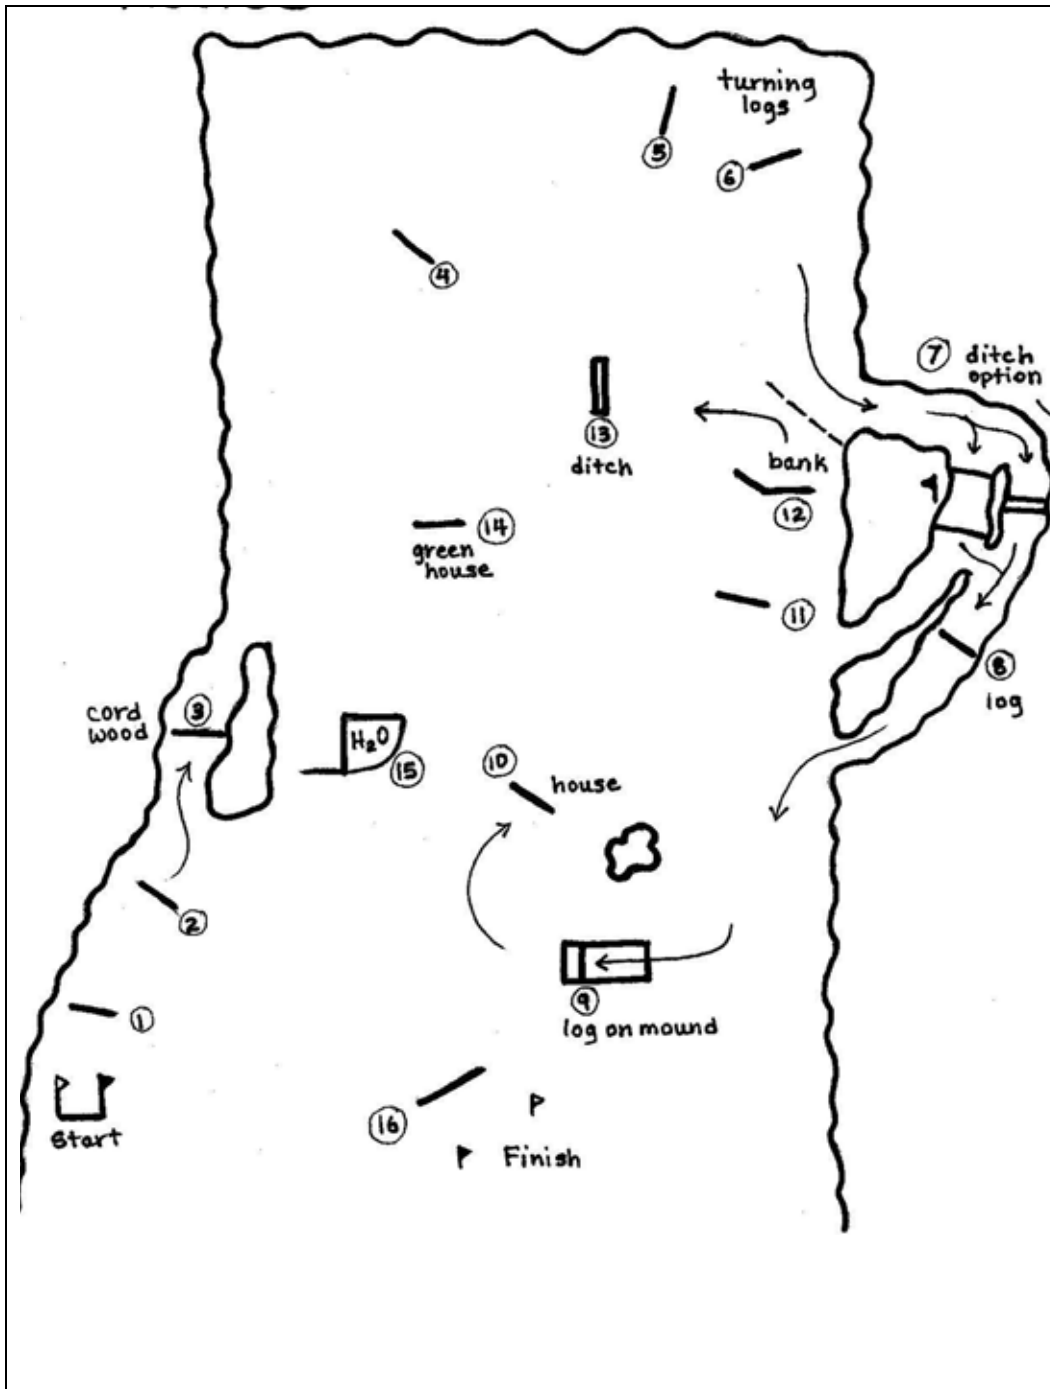 turning
logs
5
6
4
7 ditch
option
13
ditch
bank
12
14
green
house
11
8
log
3
cord
wood
H₂O
15
10
house
2
9
log on mound
1
16
Start
Finish